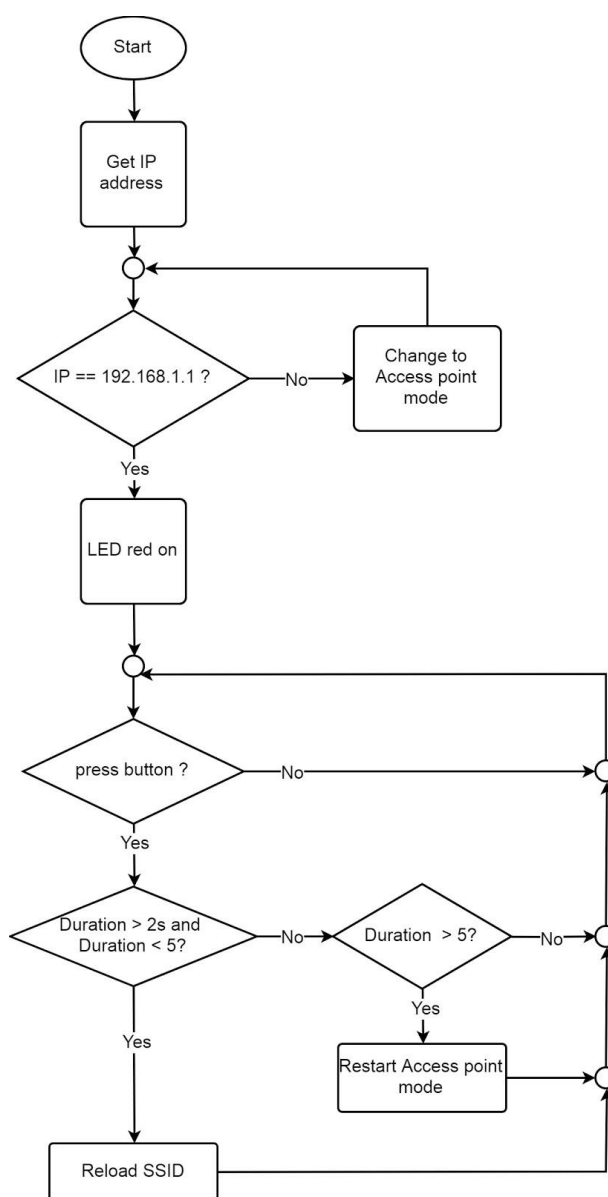 Start
Get IP
address
IP == 192.168.1.1 ?
No
Change to
Access point
mode
Yes
LED red on
press button ?
No
Yes
Duration > 2s and
Duration < 5?
No
Duration > 5?
No
Yes
Yes
Restart Access point
mode
Reload SSID